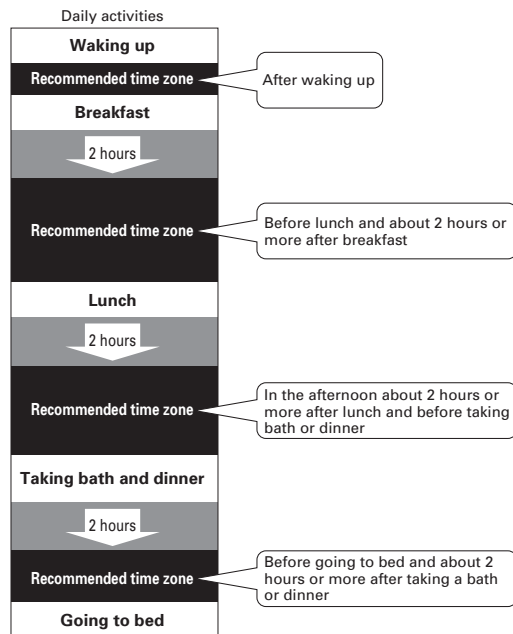 Daily activities
Waking up
Recommended time zone
After waking up
Breakfast
2 hours
Recommended time zone
Before lunch and about 2 hours or
more after breakfast
Lunch
2 hours
Recommended time zone
In the afternoon about 2 hours or
more after lunch and before taking
bath or dinner
Taking bath and dinner
2 hours
Recommended time zone
Before going to bed and about 2
hours or more after taking a bath
or dinner
Going to bed